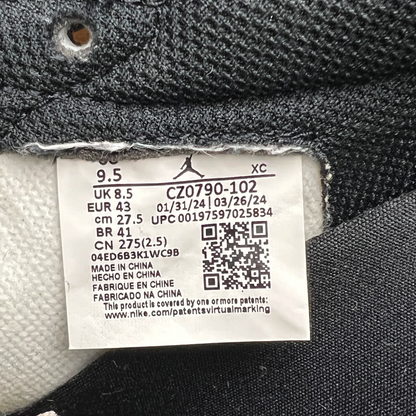 9.5 XC
UK 8.5 CZ0790-102
EUR 43 01/31/24 03/26/24
cm 27.5 UPC 00197597025834
BR 41
CN 275(2.5)
04ED6B3K1WC9B
MADE IN CHINA
HECHO EN CHINA
FABRIQUE EN CHINE
FABRICADO NA CHINA
This product is covered by one or more patents:
www.nike.com/patentsvirtualmarking